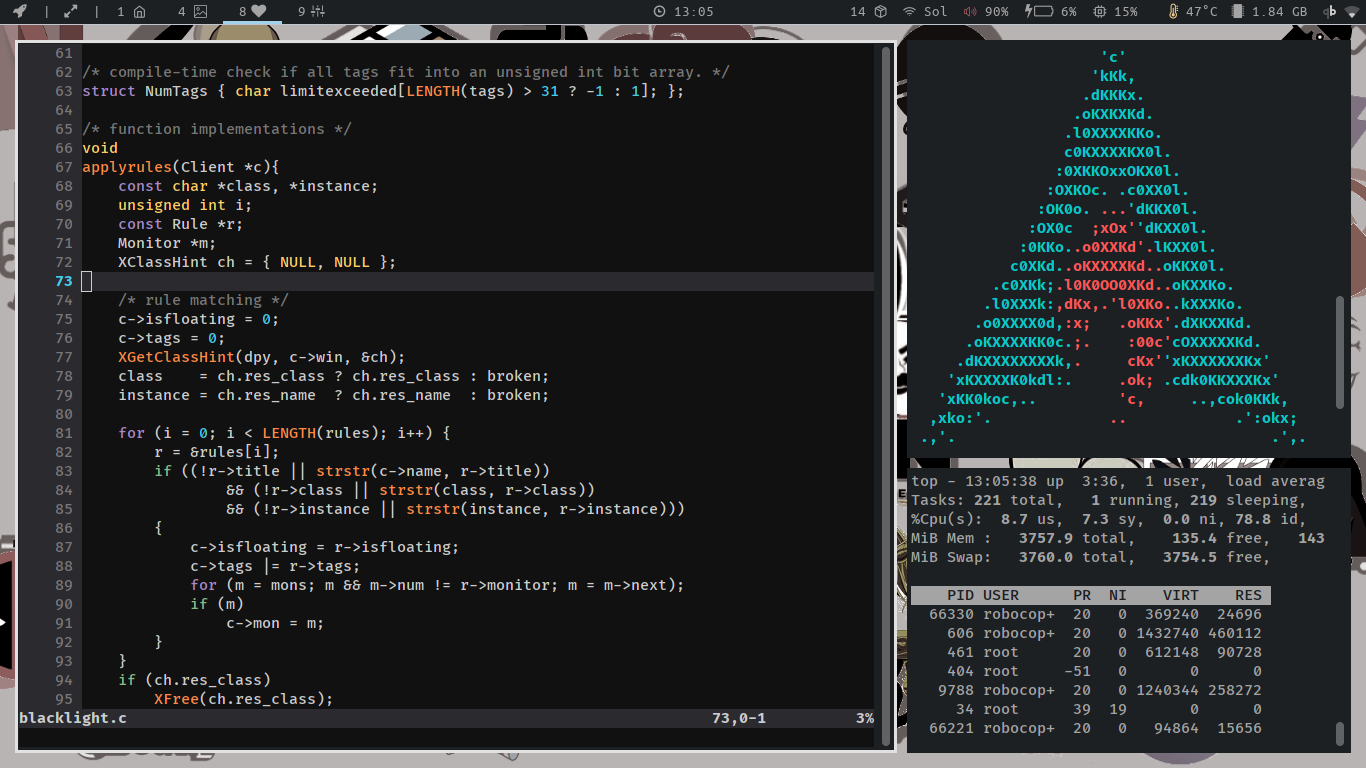 | | 1 4 8 9 13:05 14 Sol 90% 6% 15% 47°C 1.84 GB
61
62 /* compile-time check if all tags fit into an unsigned int bit array. */
63 struct NumTags { char limitexceeded[LENGTH(tags) > 31 ? -1 : 1]; };
64
65 /* function implementations */
66 void
67 applyrules(Client *c){
68     const char *class, *instance;
69     unsigned int i;
70     const Rule *r;
71     Monitor *m;
72     XClassHint ch = { NULL, NULL };
73
74     /* rule matching */
75     c->isfloating = 0;
76     c->tags = 0;
77     XGetClassHint(dpy, c->win, &ch);
78     class    = ch.res_class ? ch.res_class : broken;
79     instance = ch.res_name  ? ch.res_name  : broken;
80
81     for (i = 0; i < LENGTH(rules); i++) {
82         r = &rules[i];
83         if ((!r->title || strstr(c->name, r->title))
84                 && (!r->class || strstr(class, r->class))
85                 && (!r->instance || strstr(instance, r->instance)))
86         {
87             c->isfloating = r->isfloating;
88             c->tags |= r->tags;
89             for (m = mons; m && m->num != r->monitor; m = m->next);
90             if (m)
91                 c->mon = m;
92         }
93     }
94     if (ch.res_class)
95         XFree(ch.res_class);
blacklight.c 73,0-1 3%
'c'
'kKk,
.dKKKx.
.oKXKXKd.
.l0XXXXKKo.
c0KXXXXKX0l.
:0XKKOxxOKX0l.
:OXKOc. .c0XX0l.
:OK0o. ...'dKKX0l.
:OX0c  ;xOx''dKXX0l.
:0KKo..o0XXKd'.lKXX0l.
c0XKd..oKXXXXKd..oKKX0l.
.c0XKk;.l0K0OO0XKd..oKXXKo.
.l0XXXk:,dKx,.'l0XKo..kXXXKo.
.o0XXXX0d,:x;   .oKKx'.dXKXXKd.
.oKXXXXKK0c.;.    :00c'cOXXXXXKd.
.dKXXXXXXXXk,.     cKx''xKXXXXXXKx'
'xKXXXXK0kdl:.     .ok; .cdk0KKXXXKx'
'xKK0koc,..         'c,     ..,cok0KKk,
,xko:'.             ..            .':okx;
.,'.                                   .',.
top - 13:05:38 up  3:36,  1 user,  load averag
Tasks: 221 total,   1 running, 219 sleeping,
%Cpu(s):  8.7 us,  7.3 sy,  0.0 ni, 78.8 id,
MiB Mem :   3757.9 total,    135.4 free,   143
MiB Swap:   3760.0 total,   3754.5 free,
PID USER      PR  NI    VIRT    RES
66330 robocop+  20   0  369240  24696
606 robocop+  20   0 1432740 460112
461 root      20   0  612148  90728
404 root     -51   0       0      0
9788 robocop+  20   0 1240344 258272
34 root      39  19       0      0
66221 robocop+  20   0   94864  15656